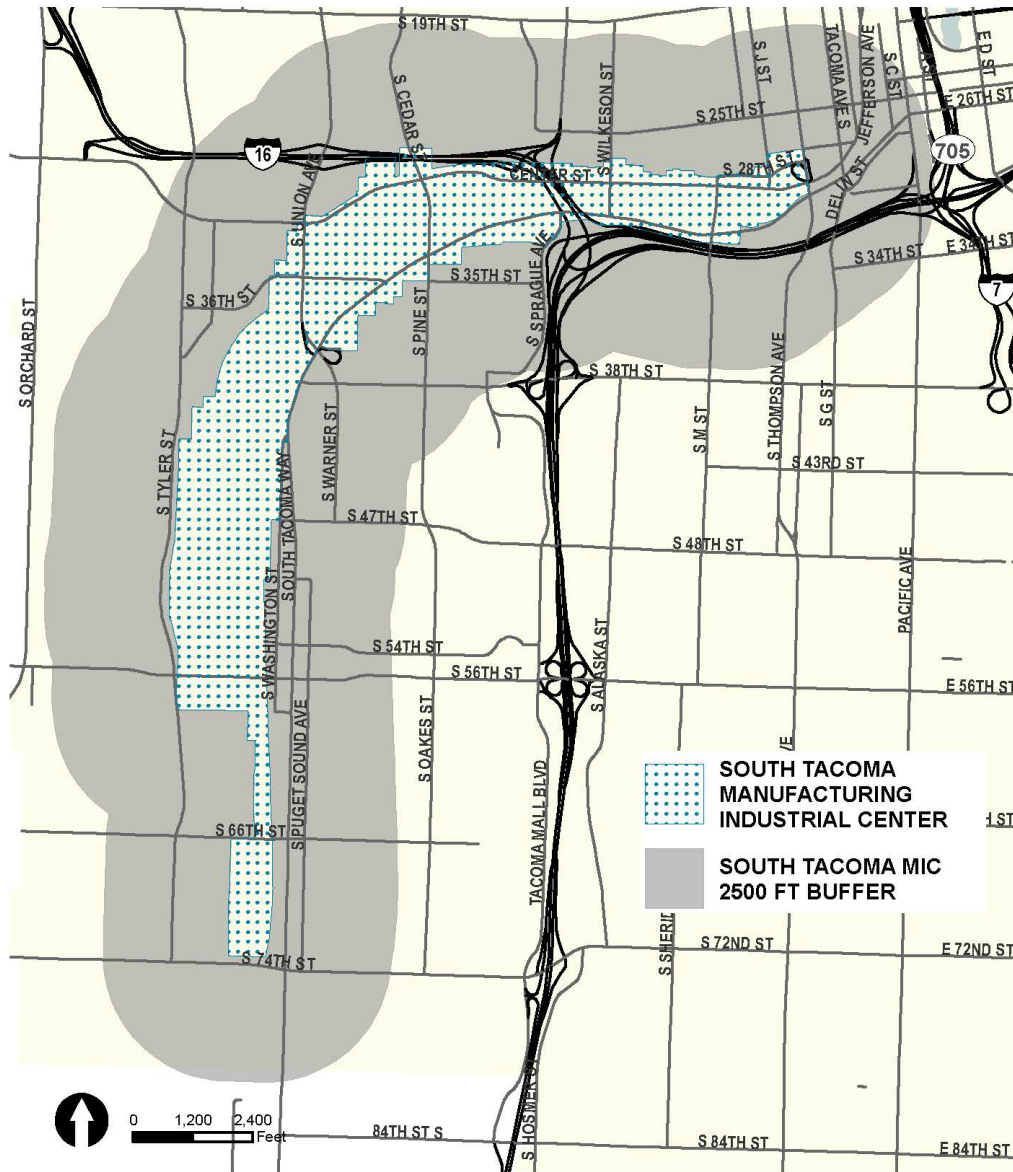 S 19TH ST
S J ST
TACOMA AVE S
JEFFERSON AVE
S C ST
E D ST
S CEDAR ST
S WILKESON ST
S 25TH ST
E 26TH ST
16
S UNION AVE
CENTER ST
S 28TH ST
DELIN ST
705
S 36TH ST
S 35TH ST
S PINE ST
S SPRAGUE AVE
S 34TH ST
E 34TH ST
7
S ORCHARD ST
S 38TH ST
S TYLER ST
S WARNER ST
SOUTH TACOMA WAY
S M ST
S THOMPSON AVE
S G ST
S 43RD ST
S 47TH ST
S 48TH ST
S WASHINGTON ST
PACIFIC AVE
S 54TH ST
S 56TH ST
S ALASKA ST
E 56TH ST
S PUGET SOUND AVE
S OAKES ST
TACOMA MALL BLVD
VE
SOUTH TACOMA
MANUFACTURING
INDUSTRIAL CENTER
H ST
S 66TH ST
SOUTH TACOMA MIC
2500 FT BUFFER
S SHERID
S 74TH ST
S 72ND ST
E 72ND ST
S HOSMER ST
0 1,200 2,400
Feet
84TH ST S
S 84TH ST
E 84TH ST